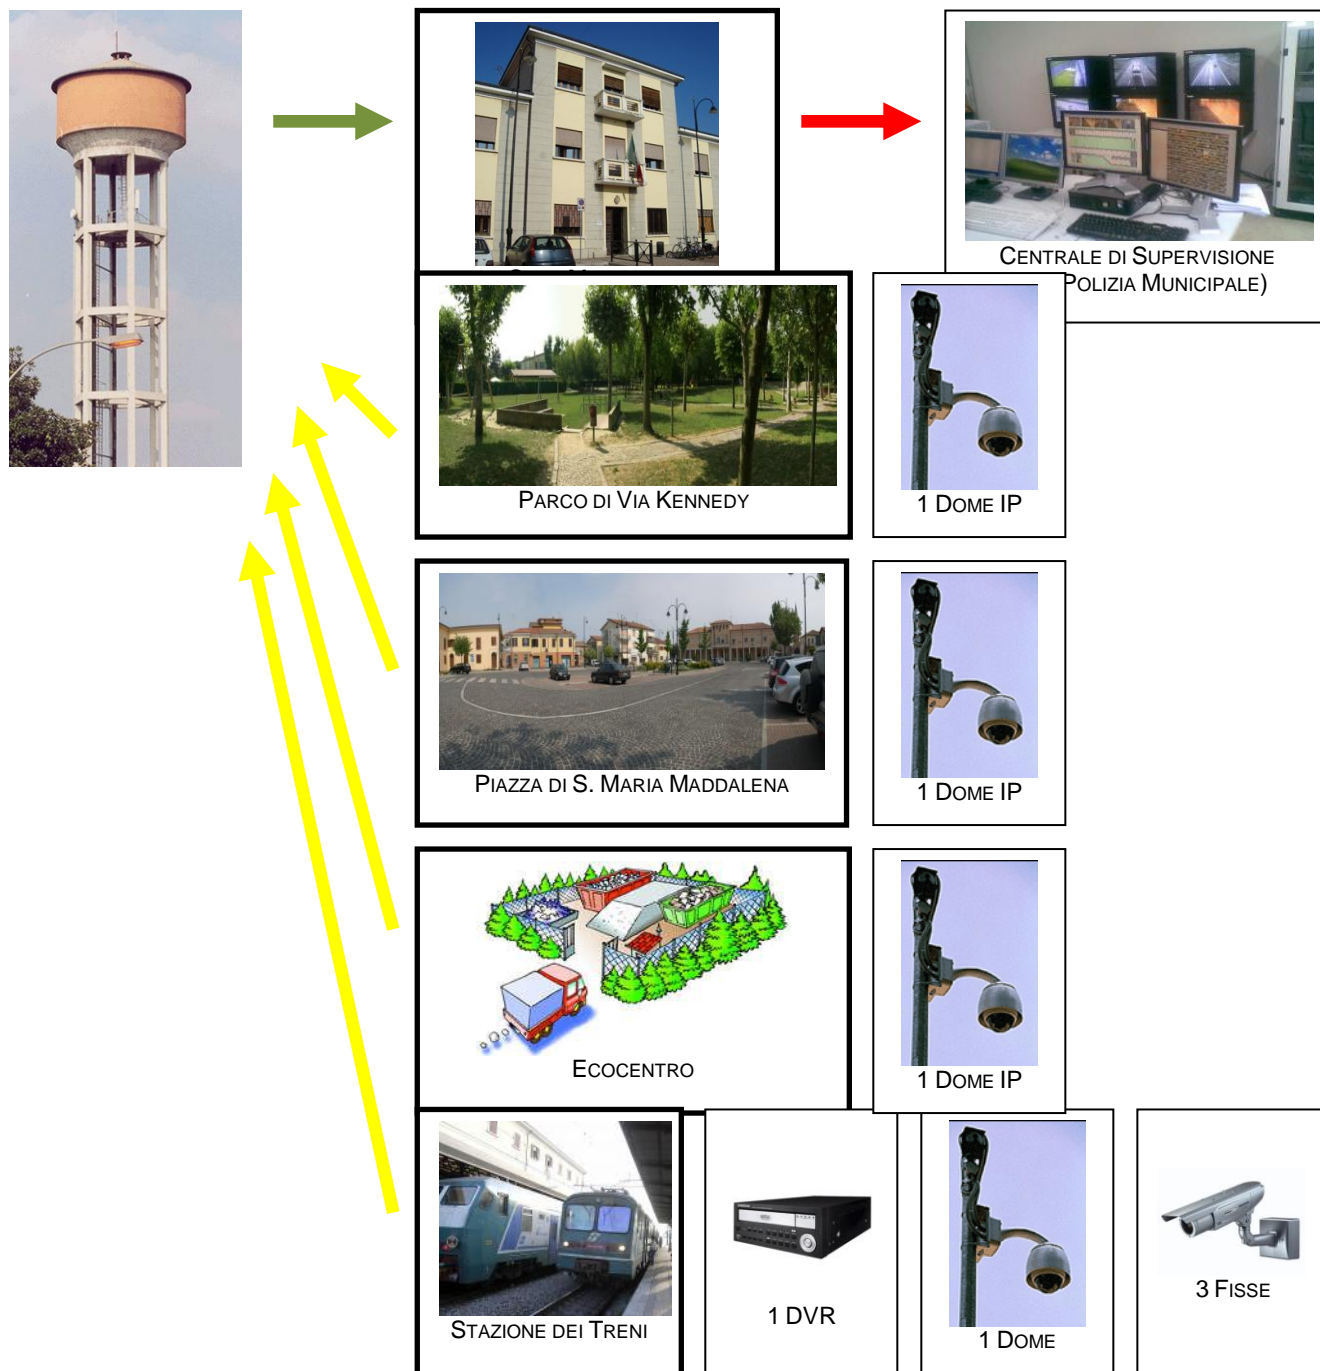 CENTRALE DI SUPERVISIONE
POLIZIA MUNICIPALE)
PARCO DI VIA KENNEDY
1 DOME IP
PIAZZA DI S. MARIA MADDALENA
1 DOME IP
ECOCENTRO
1 DOME IP
STAZIONE DEI TRENI
1 DVR
1 DOME
3 FISSE